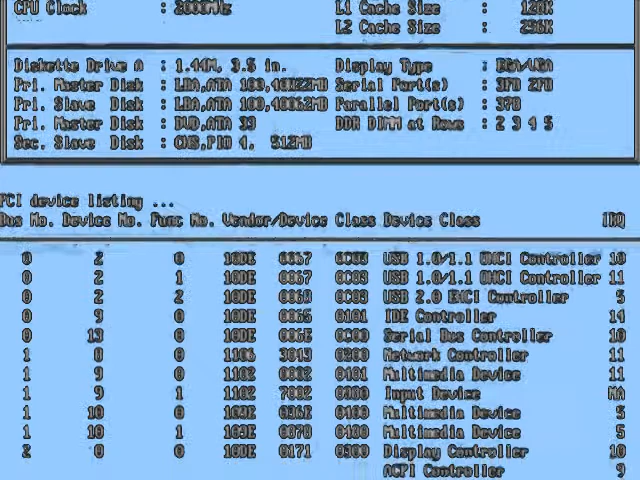 CPU Clock : 2000MHz L1 Cache Size : 128K
L2 Cache Size : 256K
Diskette Drive A : 1.44M, 3.5 in. Display Type : EGA/VGA
Pri. Master Disk : LBA,ATA 100, Serial Port(s) : 3F8 2F8
Pri. Slave Disk : LBA,ATA 100, Parallel Port(s) : 378
Pri. Master Disk : DVD,ATA 33 DDR DIMM at Rows : 2 3 4 5
Sec. Slave Disk : CHS,PIO 4, 512MB
PCI device listing ...
Bus No. Device No. Func No. Vendor/Device Class Device Class IRQ
0 2 0 10DE 0067 0C03 USB 1.0/1.1 OHCI Controller 10
0 2 1 10DE 0067 0C03 USB 1.0/1.1 OHCI Controller 11
0 2 2 10DE 0068 0C03 USB 2.0 EHCI Controller 5
0 9 0 10DE 0065 0101 IDE Controller 14
0 13 0 10DE 006E 0C00 Serial Bus Controller 10
1 8 0 1106 3043 0200 Network Controller 11
1 9 0 1102 0002 0401 Multimedia Device 11
1 9 1 1102 7002 0980 Input Device NA
1 10 0 109E 036E 0400 Multimedia Device 5
1 10 1 109E 0878 0480 Multimedia Device 5
2 0 0 10DE 0171 0300 Display Controller 10
ACPI Controller 9